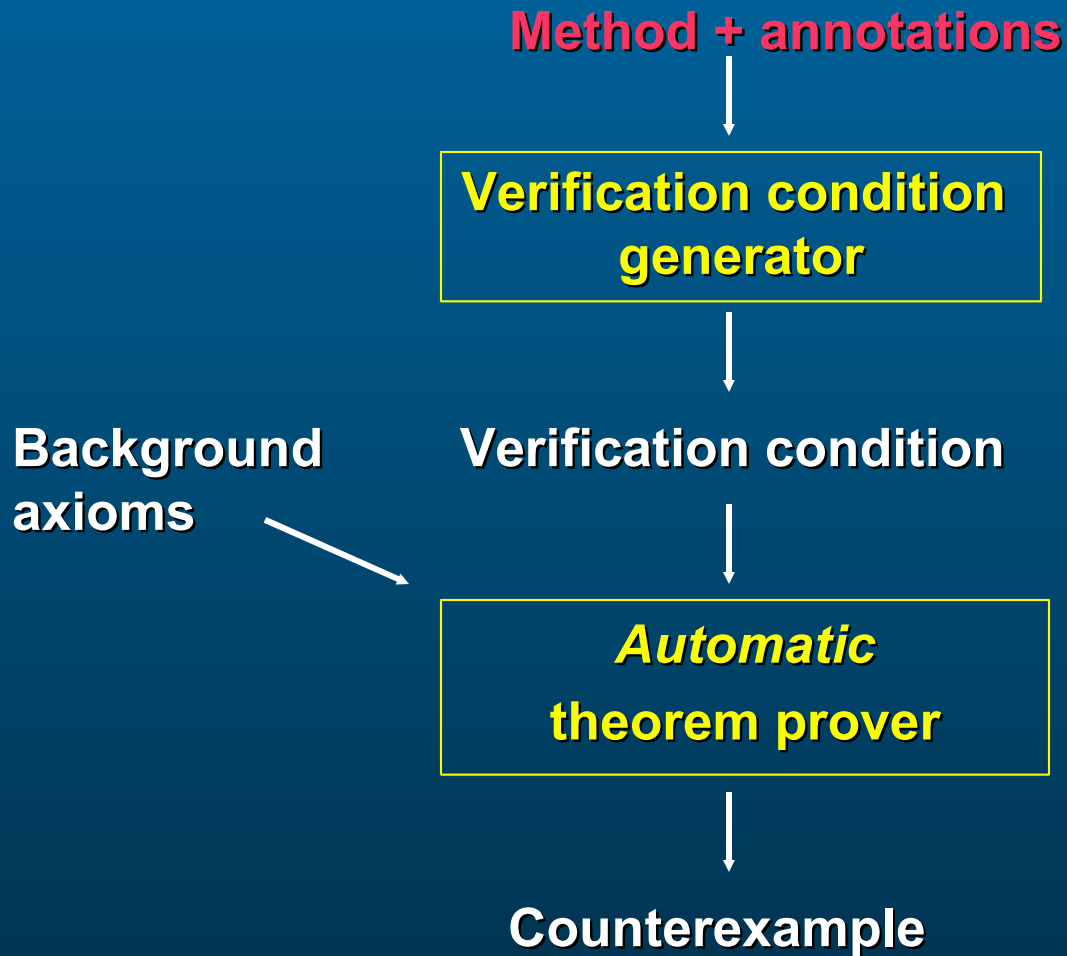 Method + annotations
Verification condition
generator
Background
axioms
Verification condition
Automatic
theorem prover
Counterexample